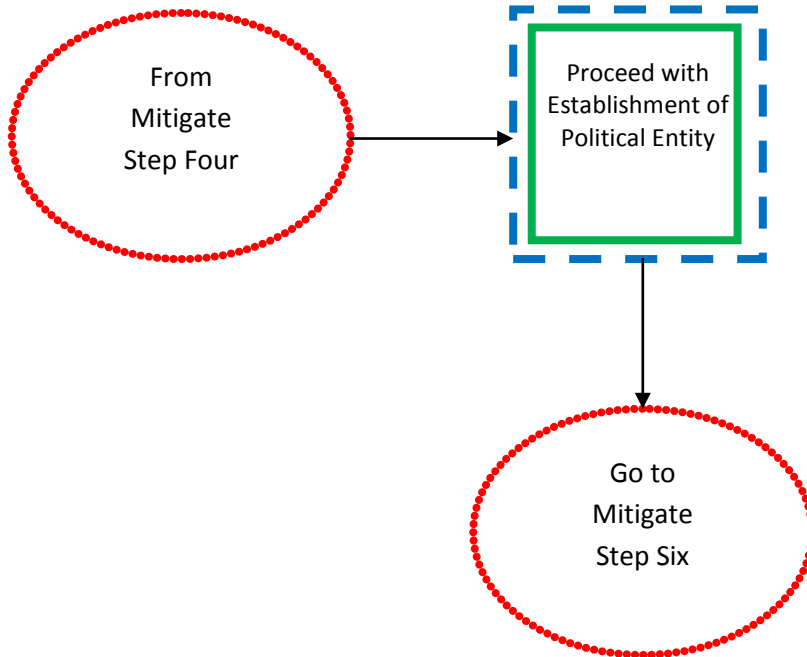 From
Mitigate
Step Four
Proceed with
Establishment of
Political Entity
Go to
Mitigate
Step Six